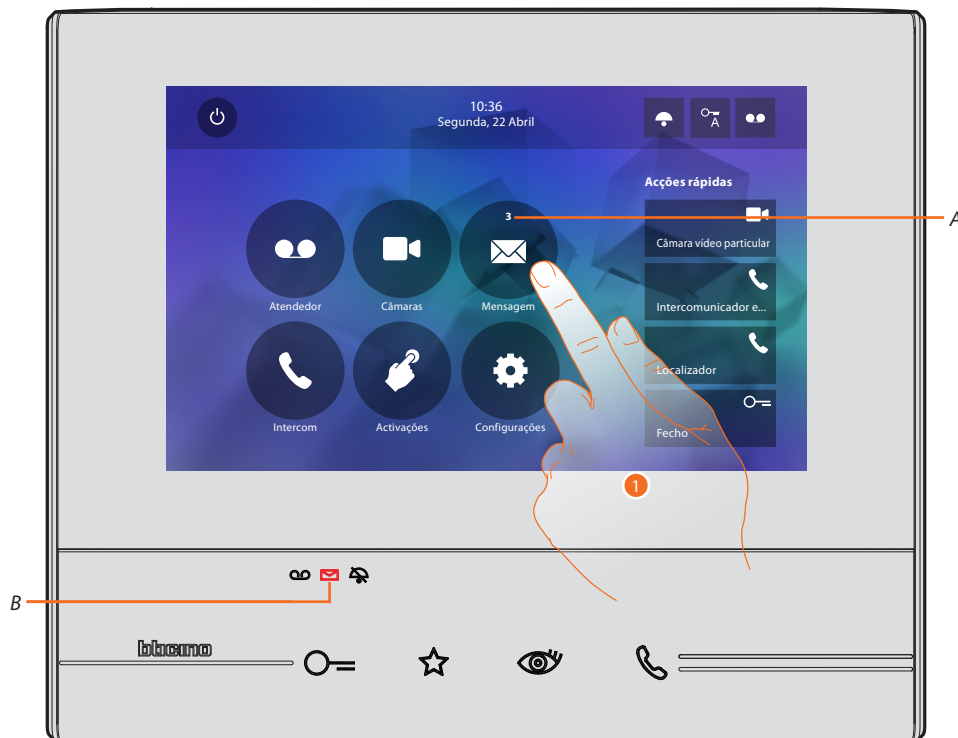 10:36
Segunda, 22 Abril
A
Acções rápidas
3
A
Câmara vídeo particular
Atendedor
Câmaras
Mensagem
Intercomunicador e...
Localizador
Intercom
Activações
Configurações
Fecho
1
B
bticino